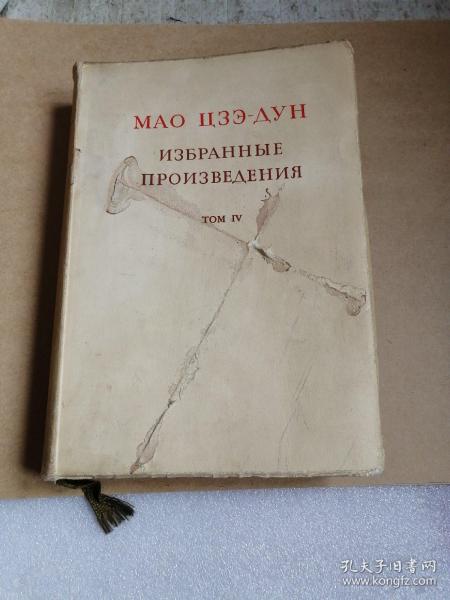 МАО ЦЗЭ-ДУН
ИЗБРАННЫЕ
ПРОИЗВЕДЕНИЯ
ТОМ IV
孔夫子旧书网
www.kongfz.com